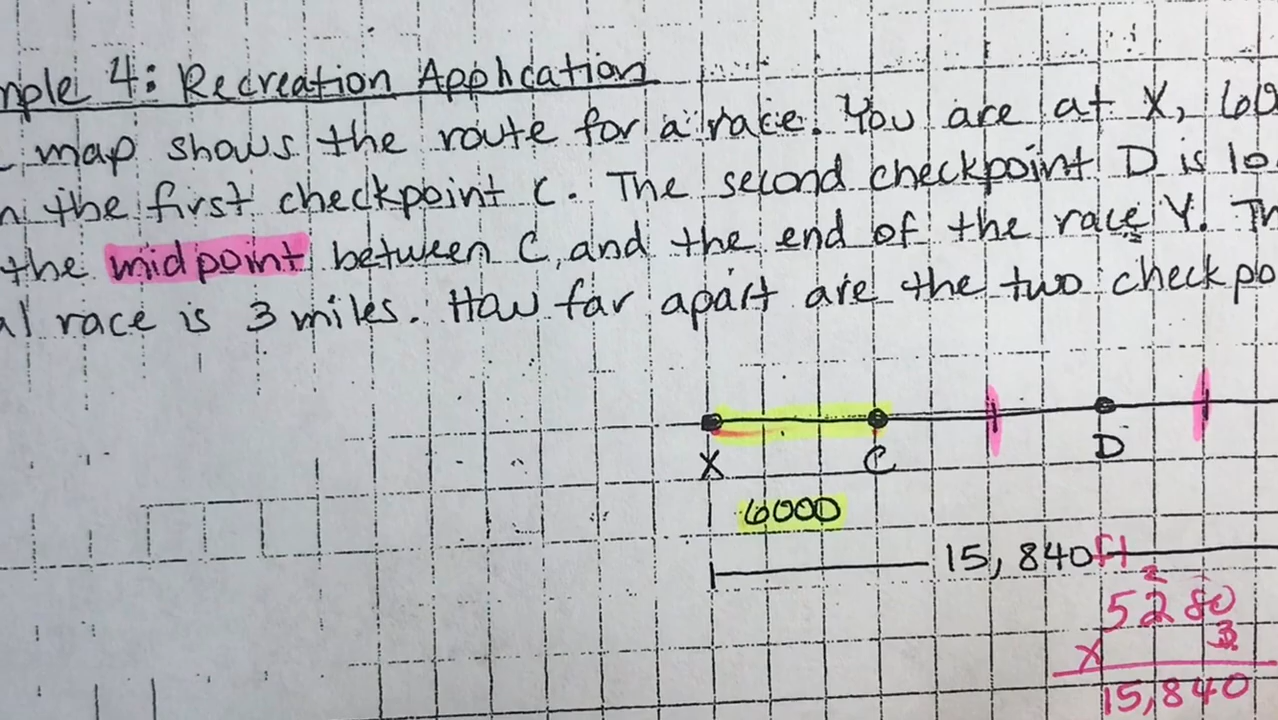 mple 4: Recreation Application
map shows the route for a race. You are at X, 600
the first checkpoint C. The second checkpoint D is lo
the midpoint between C, and the end of the race Y. Th
al race is 3 miles. How far apart are the two checkpo
X C D
6000
15,840ft
2
5280
x 3
15,840